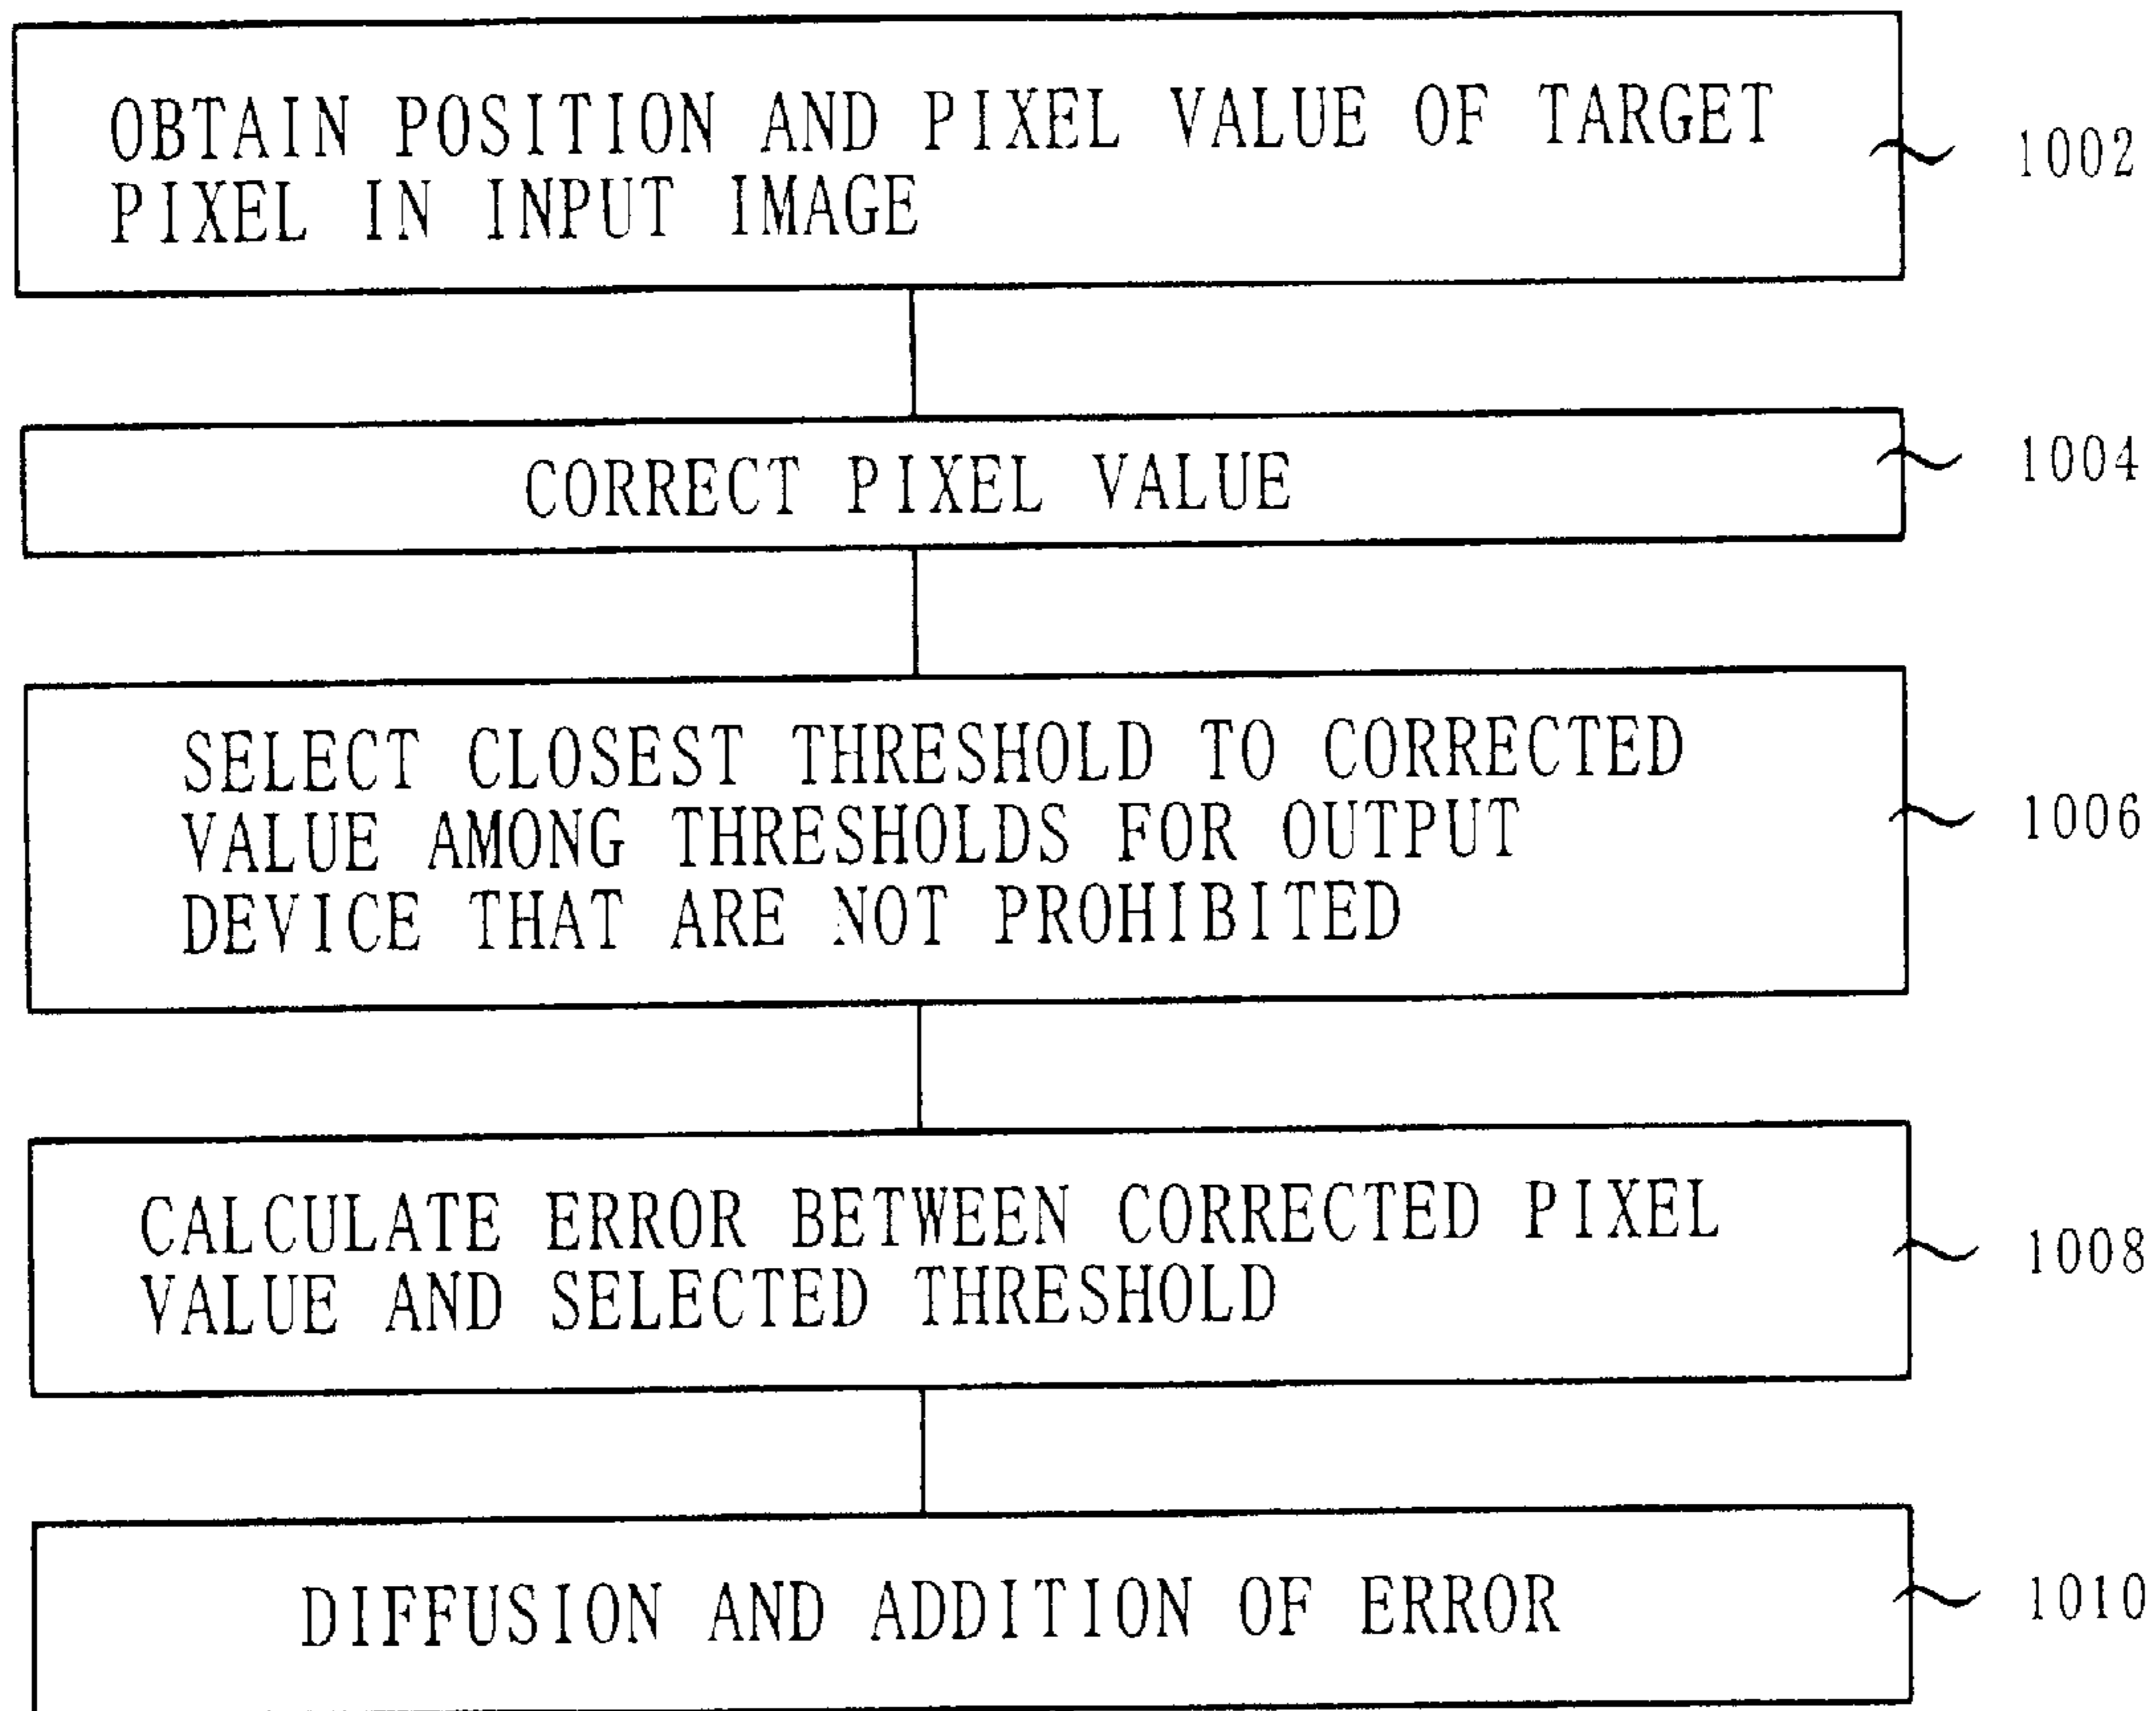 OBTAIN POSITION AND PIXEL VALUE OF TARGET
PIXEL IN INPUT IMAGE
1002
CORRECT PIXEL VALUE
1004
SELECT CLOSEST THRESHOLD TO CORRECTED
VALUE AMONG THRESHOLDS FOR OUTPUT
DEVICE THAT ARE NOT PROHIBITED
1006
CALCULATE ERROR BETWEEN CORRECTED PIXEL
VALUE AND SELECTED THRESHOLD
1008
DIFFUSION AND ADDITION OF ERROR
1010